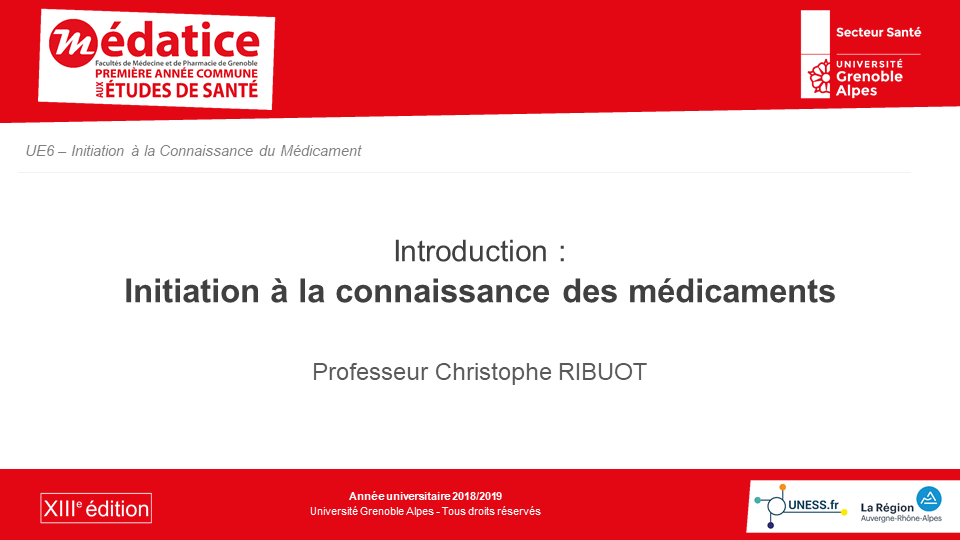 médatice
Facultés de Médecine et de Pharmacie de Grenoble
PREMIÈRE ANNÉE COMMUNE
AUX ÉTUDES DE SANTÉ
Secteur Santé
UNIVERSITÉ
Grenoble
Alpes
UE6 – Initiation à la Connaissance du Médicament
Introduction :
Initiation à la connaissance des médicaments
Professeur Christophe RIBUOT
XIIIe édition
Année universitaire 2018/2019
Université Grenoble Alpes - Tous droits réservés
UNESS.fr
La Région
Auvergne-Rhône-Alpes